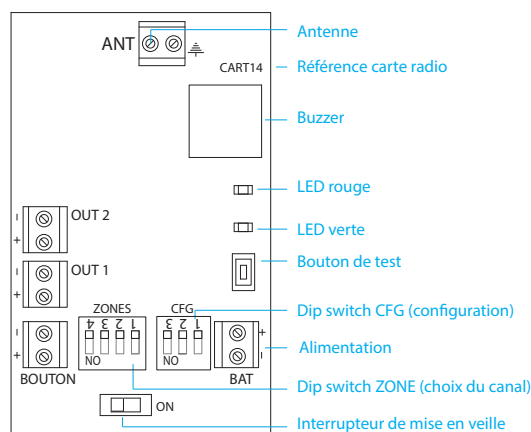 Antenne
ANT
CART14
Référence carte radio
Buzzer
LED rouge
LED verte
Bouton de test
- OUT 2
+
- OUT 1
+
ZONES
CFG
Dip switch CFG (configuration)
4 3 2 1
3 2 1
NO
NO
-
+
+
-
Alimentation
BOUTON
BAT
Dip switch ZONE (choix du canal)
ON
Interrupteur de mise en veille